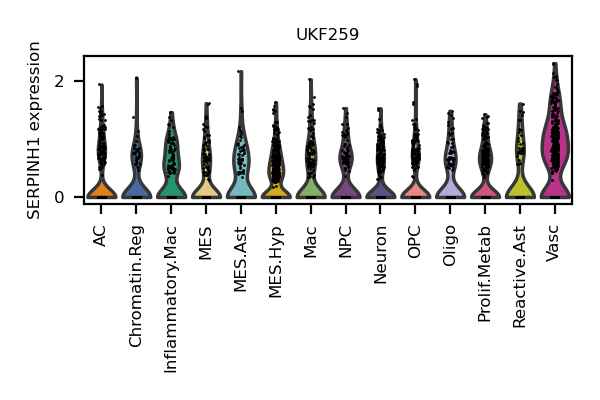 UKF259
SERPINH1 expression
2
0
AC
Chromatin.Reg
Inflammatory.Mac
MES
MES.Ast
MES.Hyp
Mac
NPC
Neuron
OPC
Oligo
Prolif.Metab
Reactive.Ast
Vasc